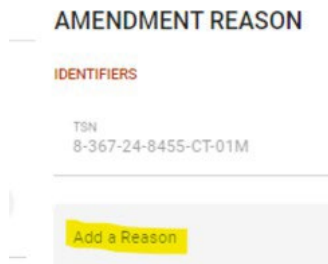 AMENDMENT REASON
IDENTIFIERS
TSN
8-367-24-8455-CT-01M
Add a Reason